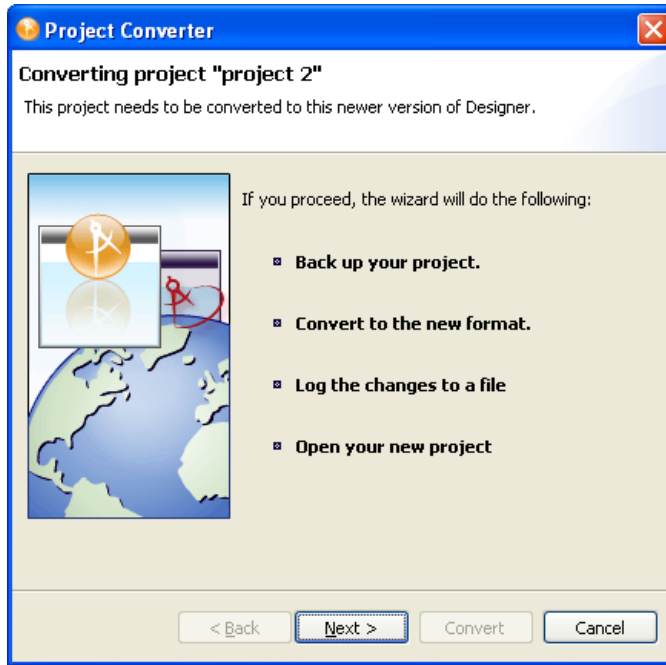 Project Converter
Converting project "project 2"
This project needs to be converted to this newer version of Designer.
If you proceed, the wizard will do the following:
Back up your project.
Convert to the new format.
Log the changes to a file
Open your new project
< Back
Next >
Convert
Cancel